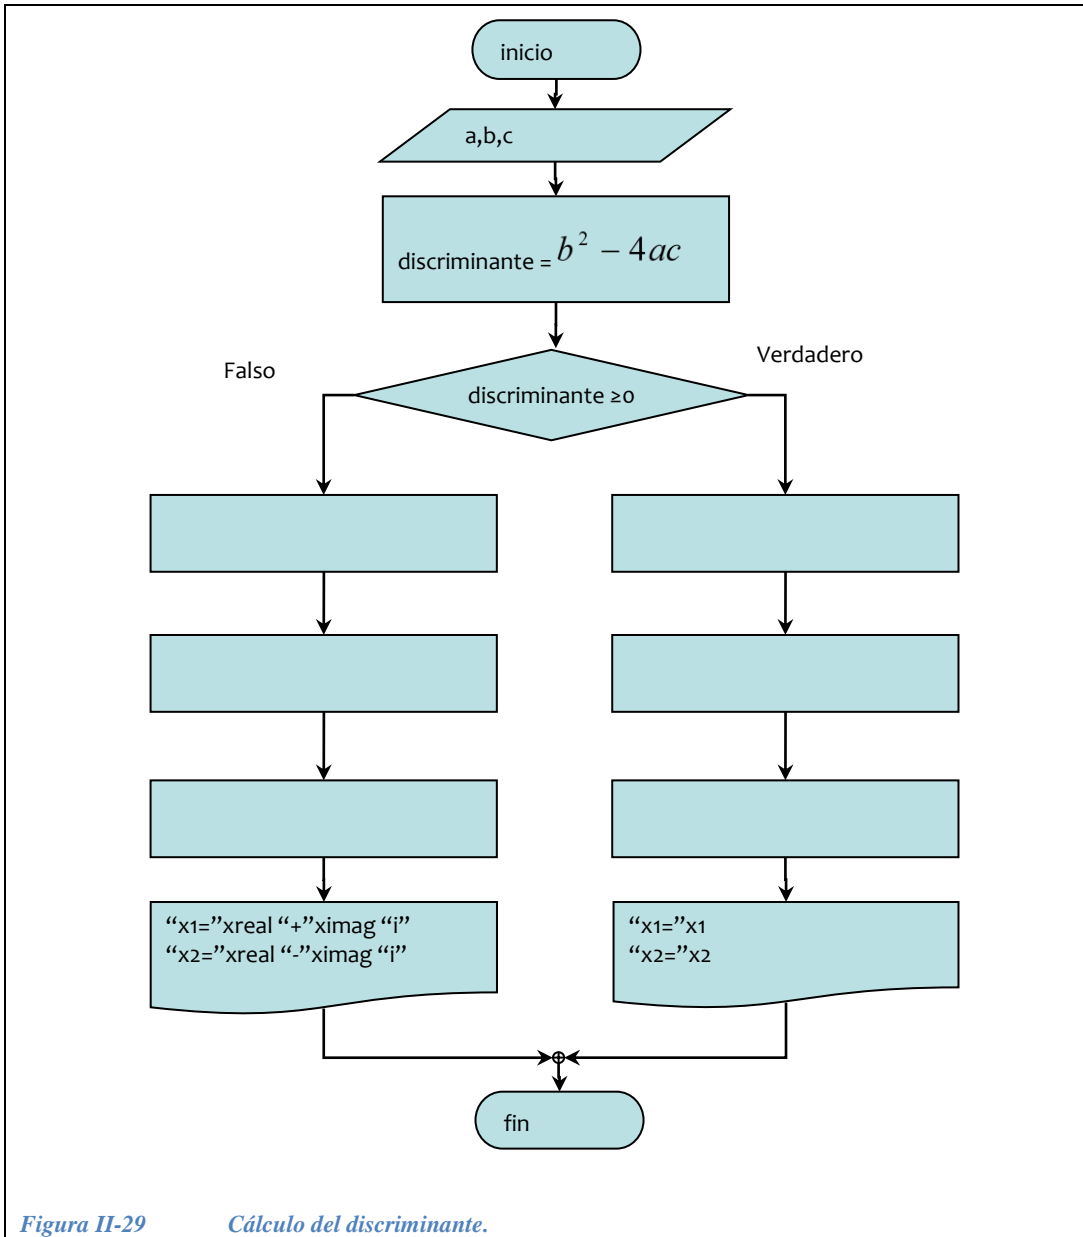 inicio
a,b,c
discriminante = b² − 4ac
Falso
Verdadero
discriminante ≥0
“x1=”xreal “+”ximag “i”
“x2=”xreal “-”ximag “i”
“x1=”x1
“x2=”x2
fin
Figura II-29 Cálculo del discriminante.